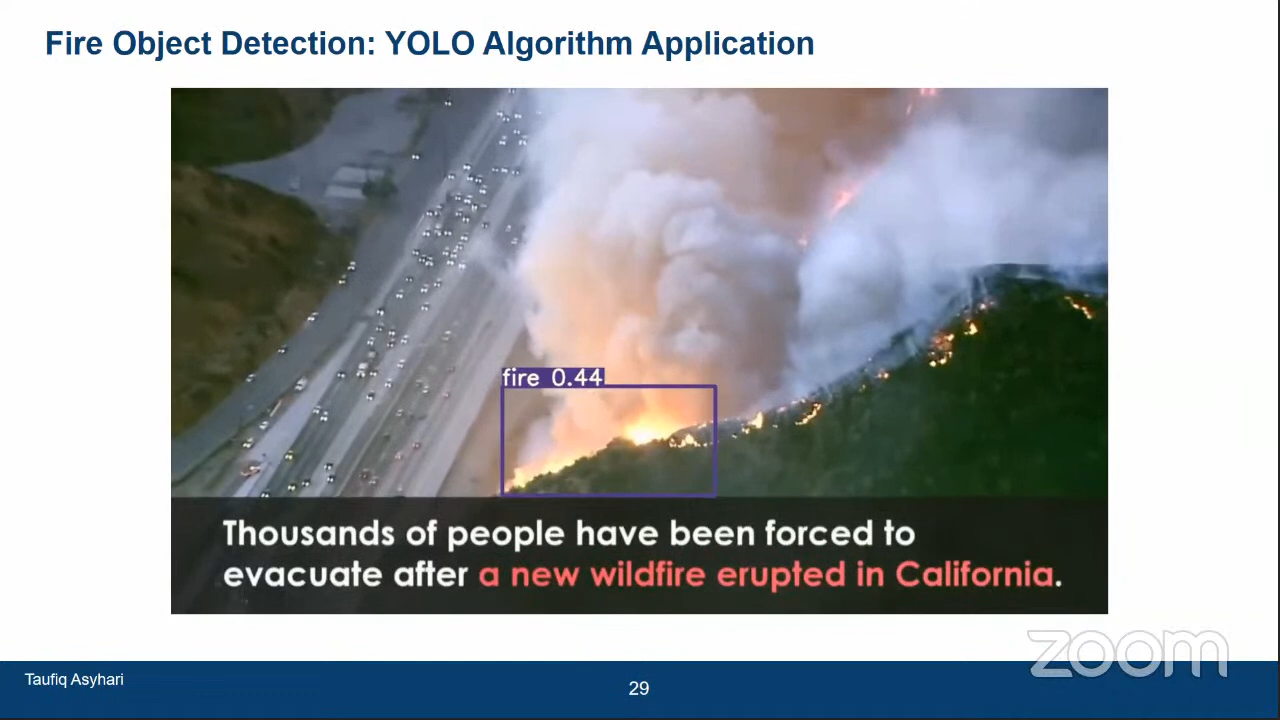 Fire Object Detection: YOLO Algorithm Application
fire 0.44
Thousands of people have been forced to
evacuate after a new wildfire erupted in California.
zoom
Taufiq Asyhari
29